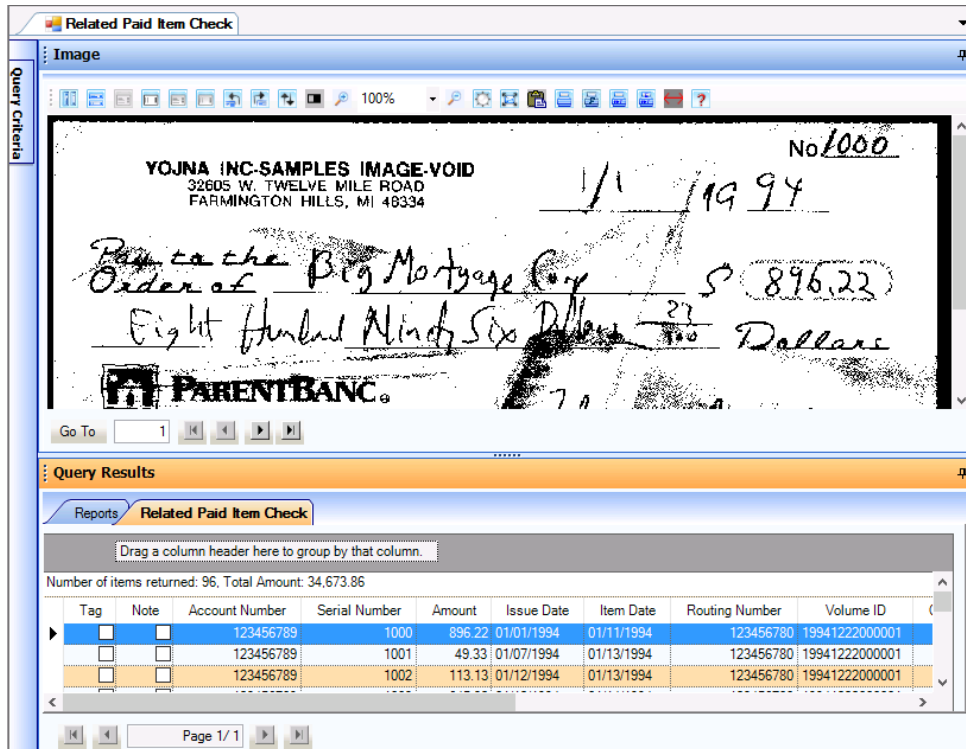 Related Paid Item Check
Query Criteria
Image
100%
No 1000
YOJNA INC-SAMPLES IMAGE-VOID
32605 W. TWELVE MILE ROAD
FARMINGTON HILLS, MI 48334
1/1 1994
Pay to the
Order of Big Mortgage Corp $ 896.22
Eight Hundred Ninety Six Dollars 22/100 Dollars
PARENTBANC®
Go To 1
Query Results
Reports Related Paid Item Check
Drag a column header here to group by that column.
Number of items returned: 96, Total Amount: 34,673.86
Tag Note Account Number Serial Number Amount Issue Date Item Date Routing Number Volume ID
123456789 1000 896.22 01/01/1994 01/11/1994 123456780 19941222000001
123456789 1001 49.33 01/07/1994 01/13/1994 123456780 19941222000001
123456789 1002 113.13 01/12/1994 01/13/1994 123456780 19941222000001
Page 1/ 1